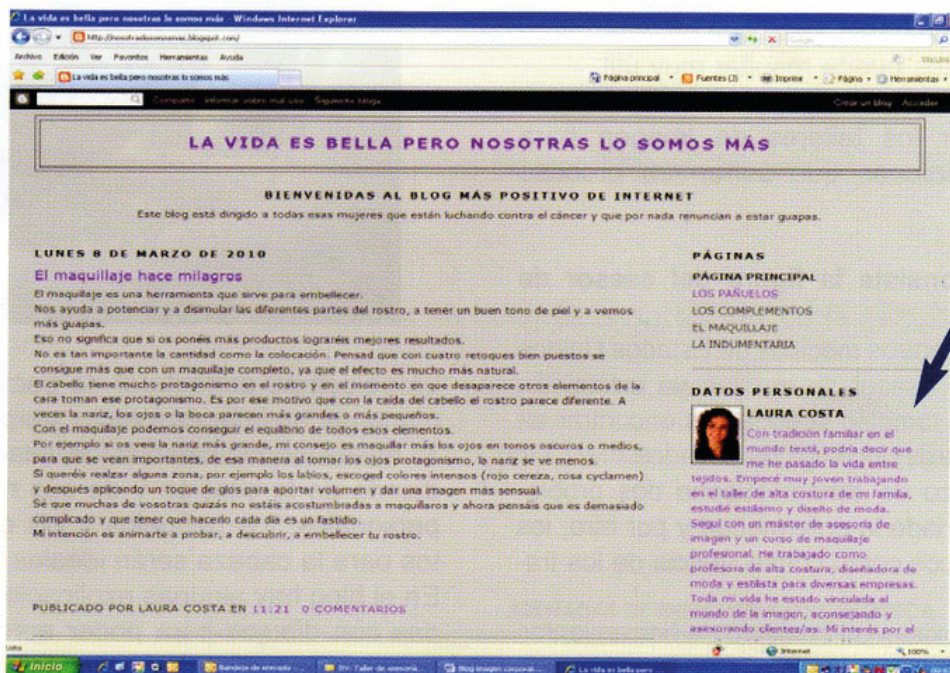 La vida es bella pero nosotras lo somos más - Windows Internet Explorer
Archivo Edición Ver Favoritos Herramientas Ayuda
La vida es bella pero nosotras lo somos más
Página principal Fuentes (J) Imprimir Página Herramientas
Compartir Informar sobre mal uso Siguiente blog»
Crear un blog Acceder
LA VIDA ES BELLA PERO NOSOTRAS LO SOMOS MÁS
BIENVENIDAS AL BLOG MÁS POSITIVO DE INTERNET
Este blog está dirigido a todas esas mujeres que están luchando contra el cáncer y que por nada renuncian a estar guapas.
LUNES 8 DE MARZO DE 2010
El maquillaje hace milagros
El maquillaje es una herramienta que sirve para embellecer.
Nos ayuda a potenciar y a disimular las diferentes partes del rostro, a tener un buen tono de piel y a vernos
más guapas.
Eso no significa que si os ponéis más productos lograréis mejores resultados.
No es tan importante la cantidad como la colocación. Pensad que con cuatro retoques bien puestos se
consigue más que con un maquillaje completo, ya que el efecto es mucho más natural.
El cabello tiene mucho protagonismo en el rostro y en el momento en que desaparece otros elementos de la
cara toman ese protagonismo. Es por ese motivo que con la caída del cabello el rostro parece diferente. A
veces la nariz, los ojos o la boca parecen más grandes o más pequeños.
Con el maquillaje podemos conseguir el equilibrio de todos esos elementos.
Por ejemplo si os veis la nariz más grande, mi consejo es maquillar más los ojos en tonos oscuros o medios,
para que se vean importantes, de esa manera al tomar los ojos protagonismo, la nariz se ve menos.
Si queréis realzar alguna zona, por ejemplo los labios, escoged colores intensos (rojo cereza, rosa cyclamen)
y después aplicando un toque de glos para aportar volumen y dar una imagen más sensual.
Sé que muchas de vosotras quizás no estáis acostumbradas a maquillaros y ahora pensáis que es demasiado
complicado y que tener que hacerlo cada día es un fastidio.
Mi intención es animarte a probar, a descubrir, a embellecer tu rostro.
PUBLICADO POR LAURA COSTA EN 11:21 0 COMENTARIOS
PÁGINAS
PÁGINA PRINCIPAL
LOS PAÑUELOS
LOS COMPLEMENTOS
EL MAQUILLAJE
LA INDUMENTARIA
DATOS PERSONALES
LAURA COSTA
Con tradición familiar en el
mundo textil, podría decir que
me he pasado la vida entre
tejidos. Empecé muy joven trabajando
en el taller de alta costura de mi familia,
estudié estilismo y diseño de moda.
Seguí con un máster de asesoría de
imagen y un curso de maquillaje
profesional. He trabajado como
profesora de alta costura, diseñadora de
moda y estilista para diversas empresas.
Toda mi vida he estado vinculada al
mundo de la imagen, aconsejando y
asesorando clientes/as. Mi interés por el
Internet 100%
Inicio Bandeja de entrada Blog imagen corporal... La vida es bella pero